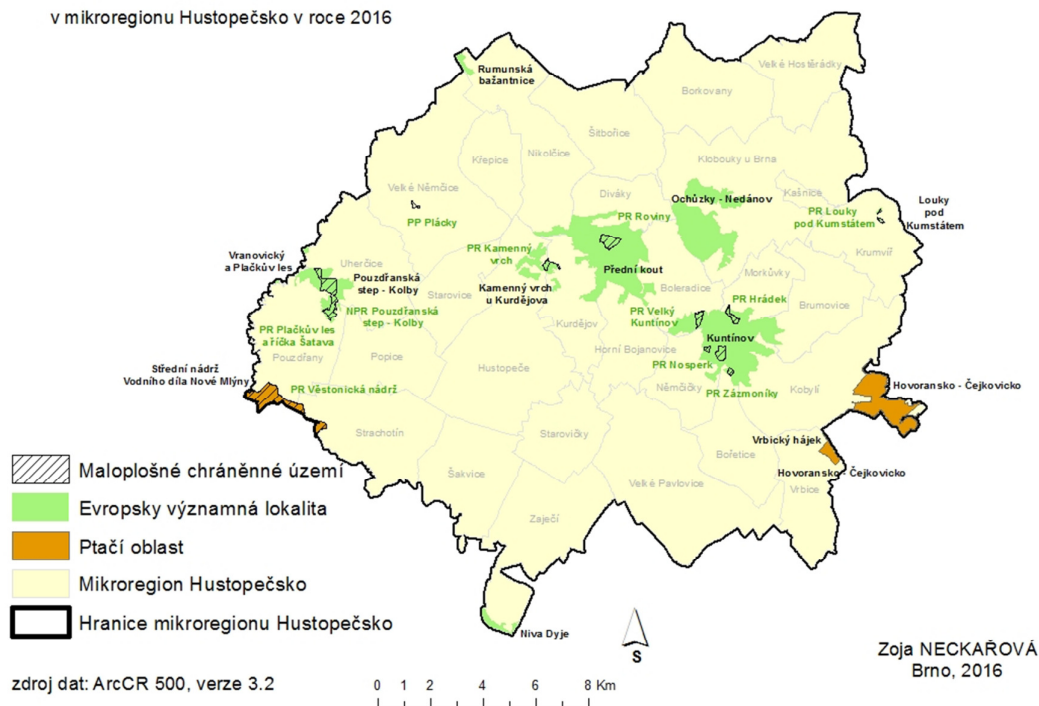 v mikroregionu Hustopečsko v roce 2016
Rumunská
bažantnice
Velké Hostěrádky
Borkovany
Šitbořice
Nikolčice
Křepice
Klobouky u Brna
Velké Němčice
Diváky
Kašnice
Ochůzky - Nedánov
PP Plácky
PR Roviny
PR Louky
pod Kumstátem
Louky
pod
Kumstátem
Krumvíř
PR Kamenný
vrch
Vranovický
a Plačkův les
Uherčice
Pouzdřanská
step - Kolby
Přední kout
Morkůvky
Kamenný vrch
u Kurdějova
Boleradice
Starovice
PR Hrádek
Brumovice
NPR Pouzdřanská
step - Kolby
PR Velký
Kuntínov
PR Plačkův les
a říčka Šatava
Kurdějov
Kuntínov
Horní Bojanovice
Pouzdřany
Popice
Hustopeče
PR Nosperk
Střední nádrž
Vodního díla Nové Mlýny
PR Věstonická nádrž
Němčičky
PR Zázmoníky
Kobylí
Hovoransko - Čejkovicko
Strachotín
Starovičky
Vrbický hájek
Bořetice
Hovoransko - Čejkovicko
Šakvice
Velké Pavlovice
Vrbice
Zaječí
Niva Dyje
Maloplošné chráněnné území
Evropsky významná lokalita
Ptačí oblast
Mikroregion Hustopečsko
Hranice mikroregionu Hustopečsko
S
Zoja NECKAŘOVÁ
Brno, 2016
zdroj dat: ArcCR 500, verze 3.2
0 1 2 4 6 8 Km